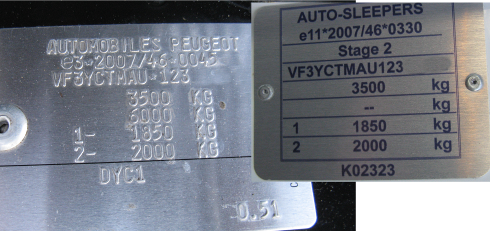 AUTOMOBILES PEUGEOT
e3-2007/46-0045
VF3YCTMAU-123
3500 KG
6000 KG
1- 1850 KG
2- 2000 KG
DYC1
0.51
AUTO-SLEEPERS
e11*2007/46*0330
Stage 2
VF3YCTMAU123
3500 kg
-- kg
1 1850 kg
2 2000 kg
K02323